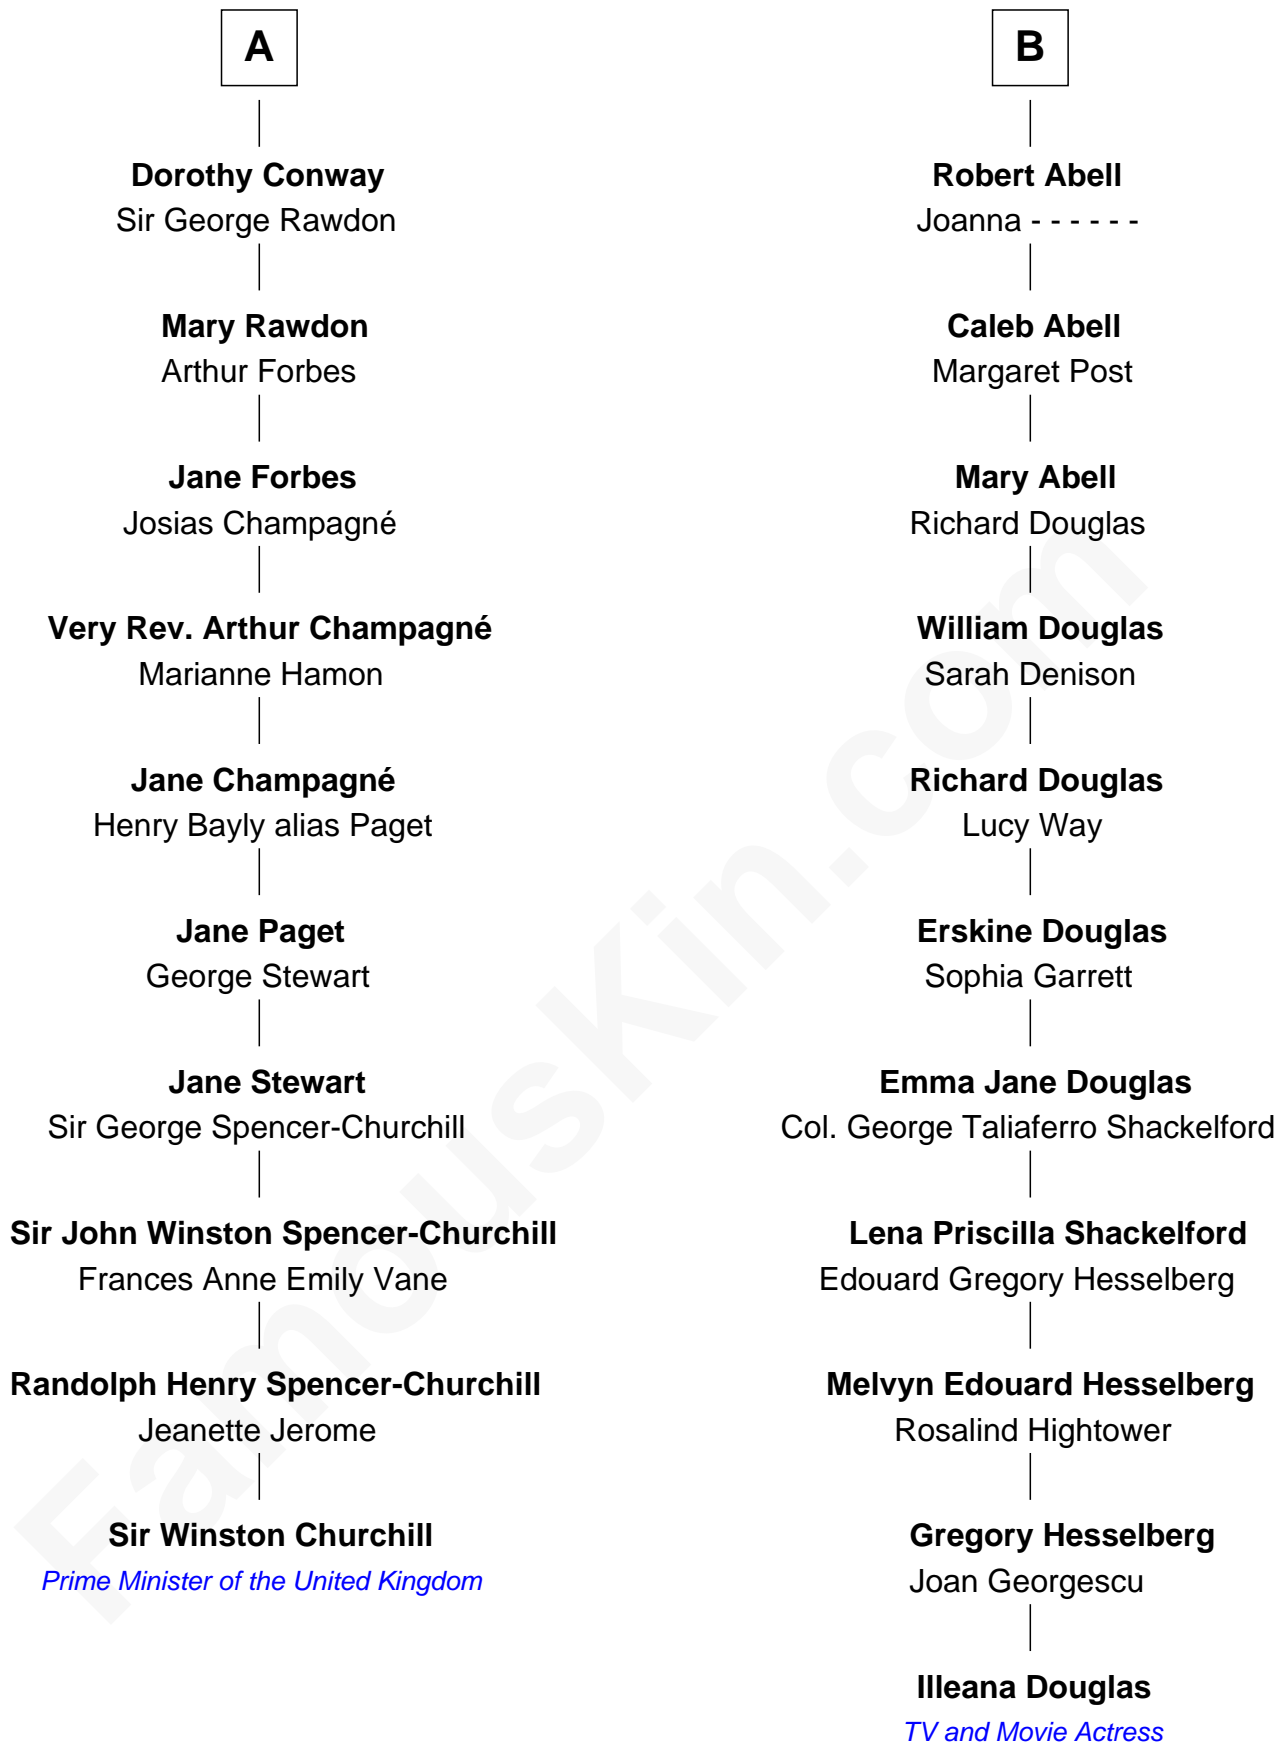 A
Dorothy Conway
Sir George Rawdon
Mary Rawdon
Arthur Forbes
Jane Forbes
Josias Champagné
Very Rev. Arthur Champagné
Marianne Hamon
Jane Champagné
Henry Bayly alias Paget
Jane Paget
George Stewart
Jane Stewart
Sir George Spencer-Churchill
Sir John Winston Spencer-Churchill
Frances Anne Emily Vane
Randolph Henry Spencer-Churchill
Jeanette Jerome
Sir Winston Churchill
Prime Minister of the United Kingdom
B
Robert Abell
Joanna - - - - - -
Caleb Abell
Margaret Post
Mary Abell
Richard Douglas
William Douglas
Sarah Denison
Richard Douglas
Lucy Way
Erskine Douglas
Sophia Garrett
Emma Jane Douglas
Col. George Taliaferro Shackelford
Lena Priscilla Shackelford
Edouard Gregory Hesselberg
Melvyn Edouard Hesselberg
Rosalind Hightower
Gregory Hesselberg
Joan Georgescu
Illeana Douglas
TV and Movie Actress
FamousKin.com